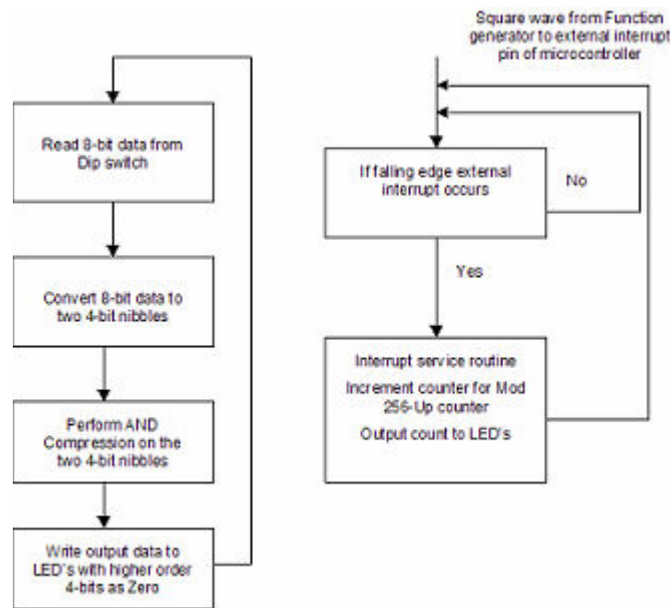 Read 8-bit data from
Dip switch
Convert 8-bit data to
two 4-bit nibbles
Perform AND
Compression on the
two 4-bit nibbles
Write output data to
LED's with higher order
4-bits as Zero
Square wave from Function
generator to external interrupt
pin of microcontroller
If falling edge external
interrupt occurs
No
Yes
Interrupt service routine
Increment counter for Mod
256-Up counter
Output count to LED's